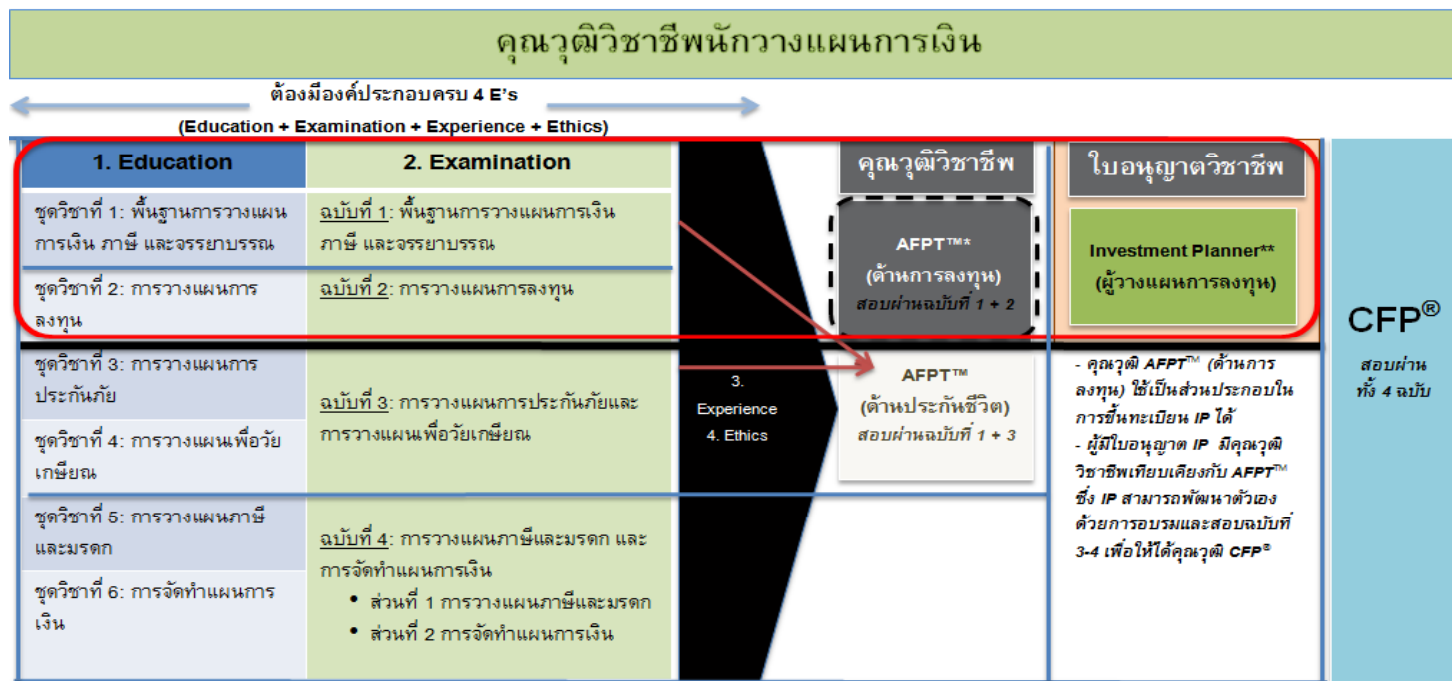 คุณวุฒิวิชาชีพนักวางแผนการเงิน
ต้องมีองค์ประกอบครบ 4 E's
(Education + Examination + Experience + Ethics)
1. Education
ชุดวิชาที่ 1: พื้นฐานการวางแผน
การเงิน ภาษี และจรรยาบรรณ
ชุดวิชาที่ 2: การวางแผนการ
ลงทุน
ชุดวิชาที่ 3: การวางแผนการ
ประกันภัย
ชุดวิชาที่ 4: การวางแผนเพื่อวัย
เกษียณ
ชุดวิชาที่ 5: การวางแผนภาษี
และมรดก
ชุดวิชาที่ 6: การจัดทำแผนการ
เงิน
2. Examination
ฉบับที่ 1: พื้นฐานการวางแผนการเงิน
ภาษี และจรรยาบรรณ
ฉบับที่ 2: การวางแผนการลงทุน
ฉบับที่ 3: การวางแผนการประกันภัยและ
การวางแผนเพื่อวัยเกษียณ
ฉบับที่ 4: การวางแผนภาษีและมรดก และ
การจัดทำแผนการเงิน
• ส่วนที่ 1 การวางแผนภาษีและมรดก
• ส่วนที่ 2 การจัดทำแผนการเงิน
3.
Experience
4. Ethics
คุณวุฒิวิชาชีพ
AFPT™*
(ด้านการลงทุน)
สอบผ่านฉบับที่ 1 + 2
AFPT™
(ด้านประกันชีวิต)
สอบผ่านฉบับที่ 1 + 3
ใบอนุญาตวิชาชีพ
Investment Planner**
(ผู้วางแผนการลงทุน)
- คุณวุฒิ AFPT™ (ด้านการ
ลงทุน) ใช้เป็นส่วนประกอบใน
การขึ้นทะเบียน IP ได้
- ผู้มีใบอนุญาต IP มีคุณวุฒิ
วิชาชีพเทียบเคียงกับ AFPT™
ซึ่ง IP สามารถพัฒนาตัวเอง
ด้วยการอบรมและสอบฉบับที่
3-4 เพื่อให้ได้คุณวุฒิ CFP®
CFP®
สอบผ่าน
ทั้ง 4 ฉบับ